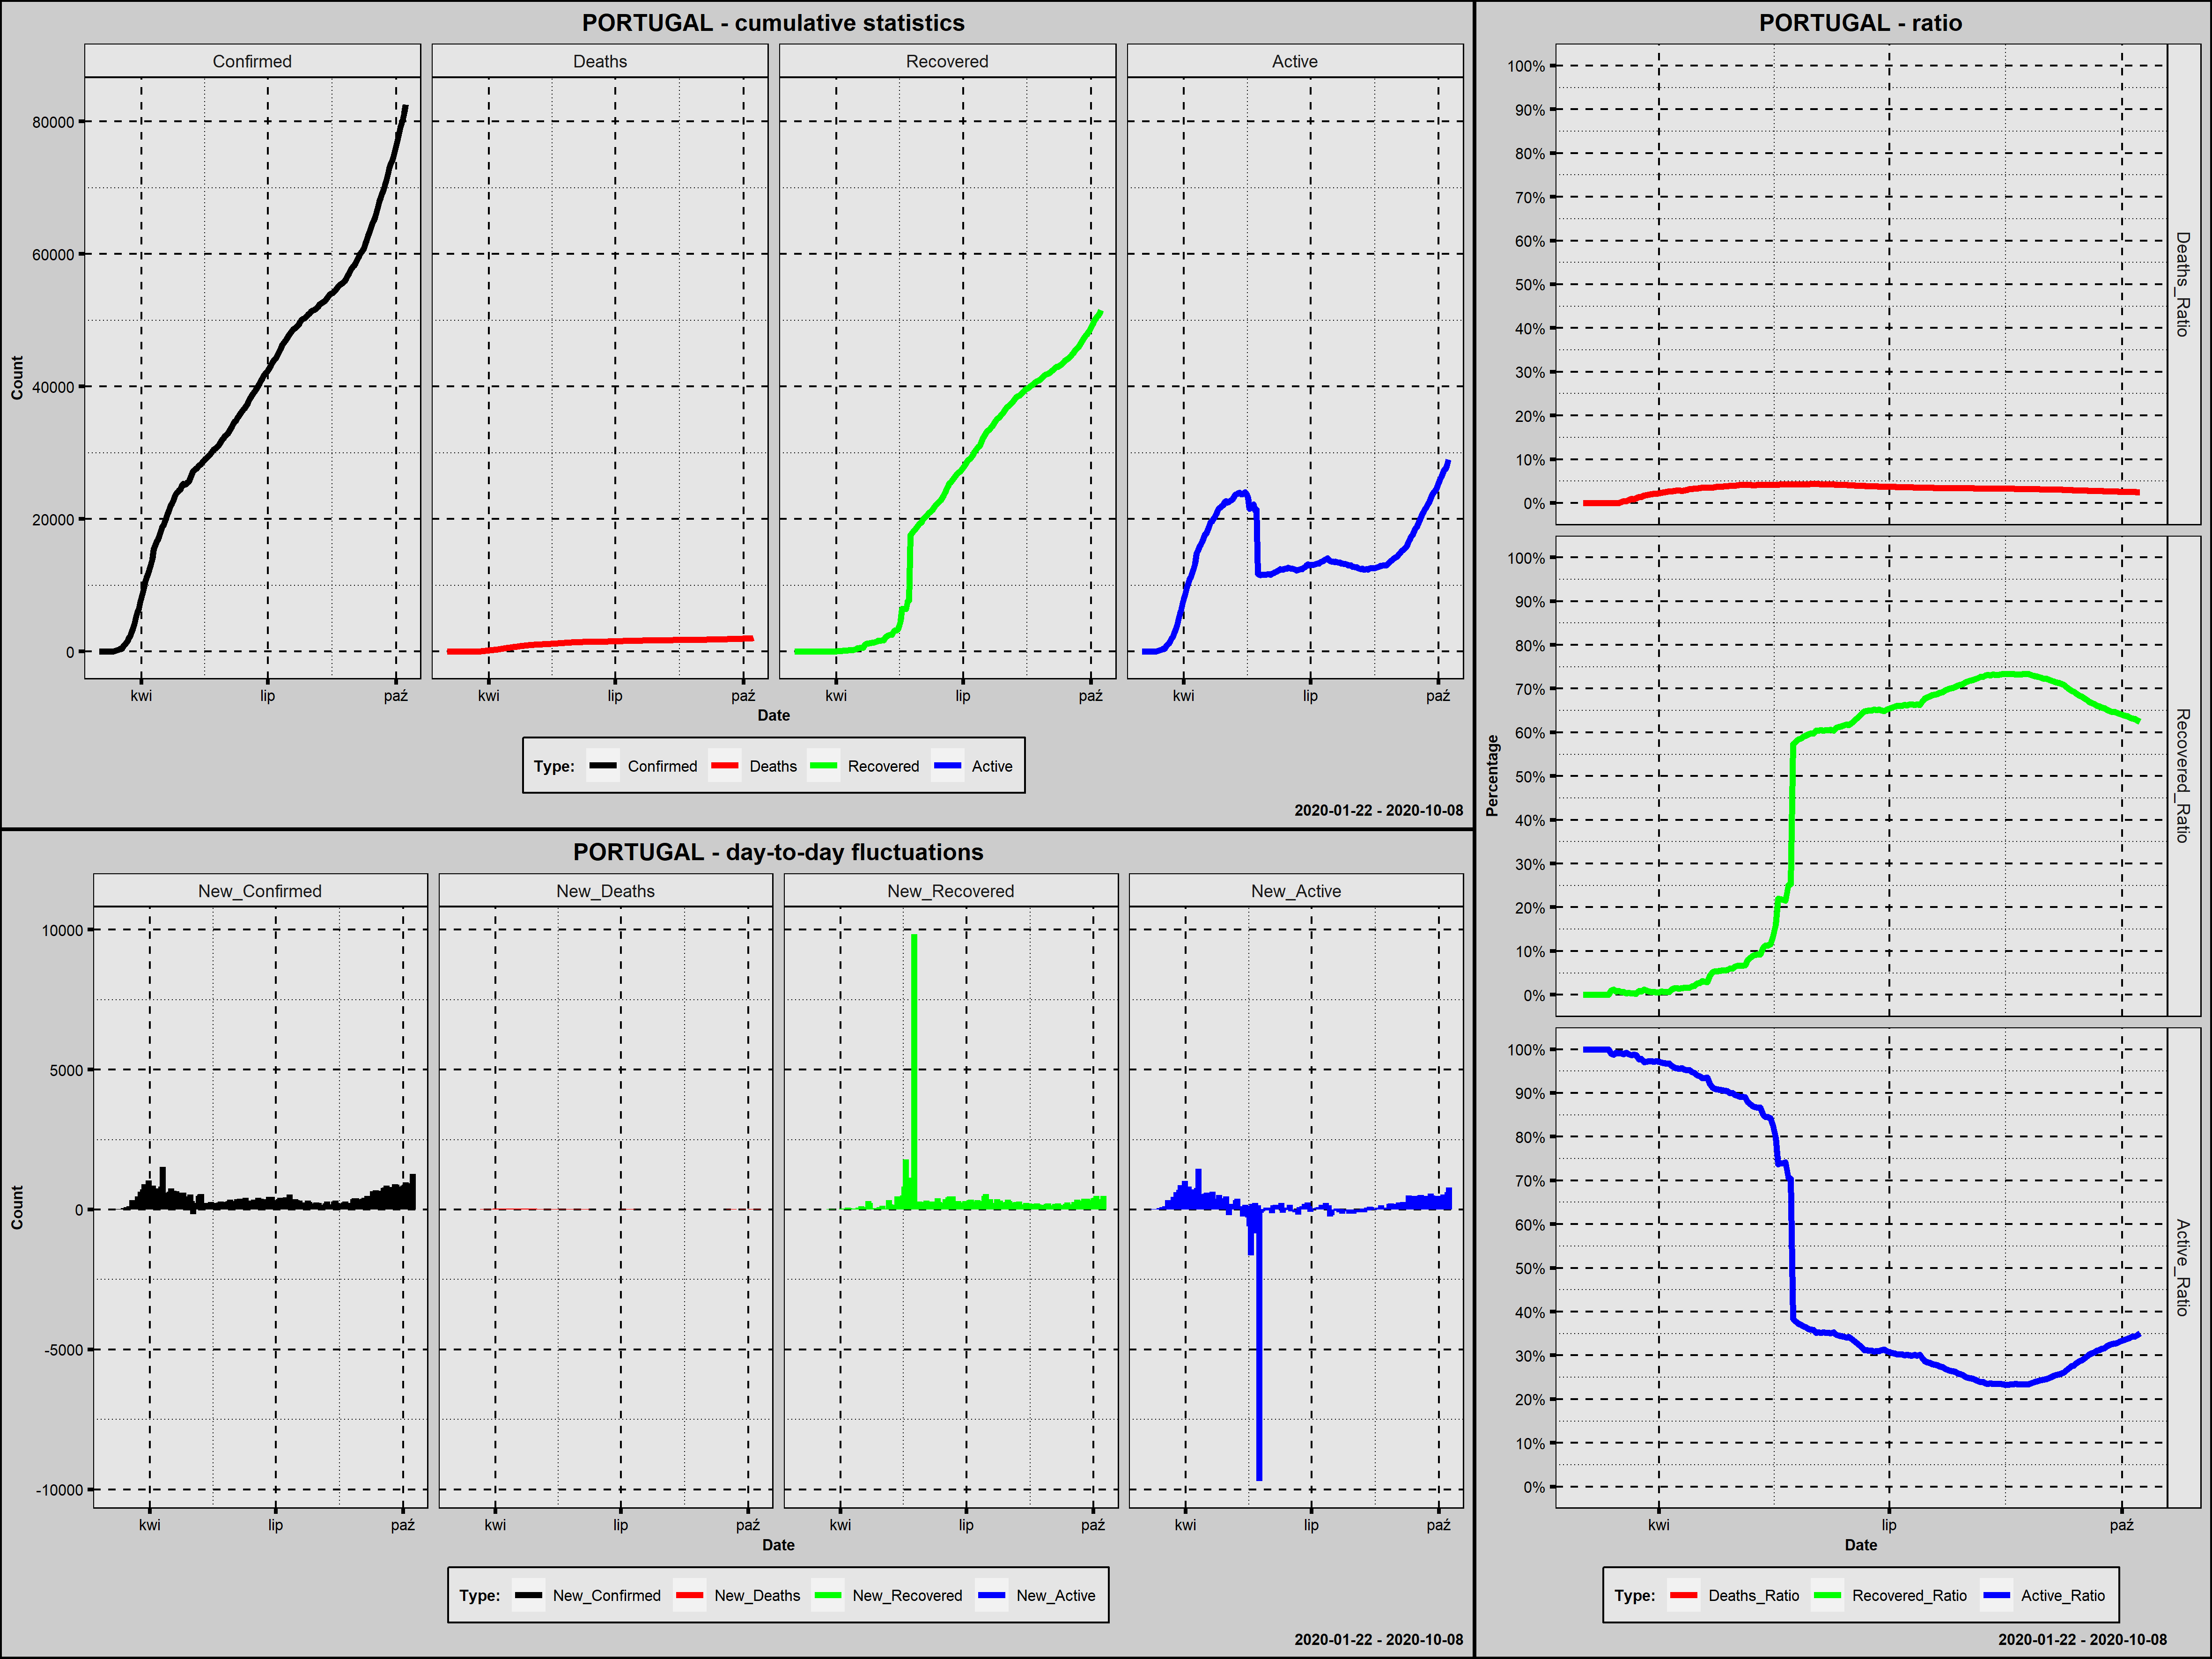 PORTUGAL - cumulative statistics
Confirmed Deaths Recovered Active
Count
80000
60000
40000
20000
0
kwi lip paź kwi lip paź kwi lip paź kwi lip paź
Date
Type: Confirmed Deaths Recovered Active
2020-01-22 - 2020-10-08
PORTUGAL - day-to-day fluctuations
New_Confirmed New_Deaths New_Recovered New_Active
Count
10000
5000
0
-5000
-10000
kwi lip paź kwi lip paź kwi lip paź kwi lip paź
Date
Type: New_Confirmed New_Deaths New_Recovered New_Active
2020-01-22 - 2020-10-08
PORTUGAL - ratio
Percentage
100%
90%
80%
70%
60%
50%
40%
30%
20%
10%
0%
Deaths_Ratio
100%
90%
80%
70%
60%
50%
40%
30%
20%
10%
0%
Recovered_Ratio
100%
90%
80%
70%
60%
50%
40%
30%
20%
10%
0%
Active_Ratio
kwi lip paź
Date
Type: Deaths_Ratio Recovered_Ratio Active_Ratio
2020-01-22 - 2020-10-08